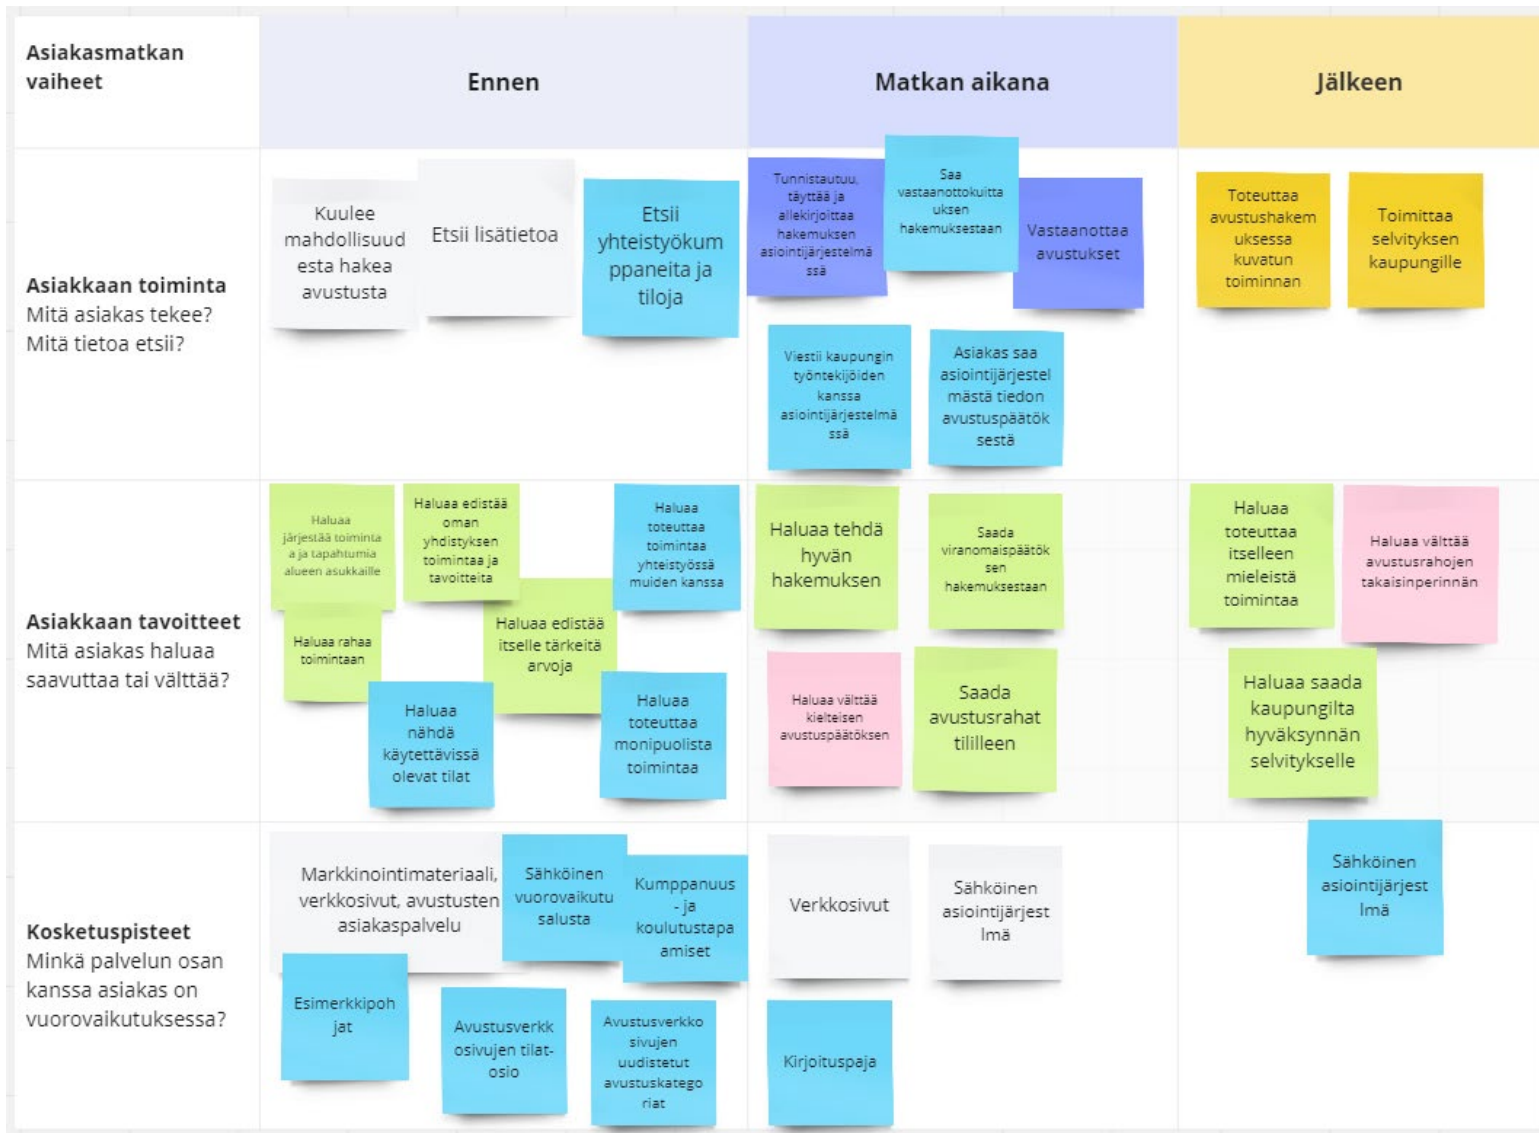 Asiakasmatkan
vaiheet
Ennen
Matkan aikana
Jälkeen
Asiakkaan toiminta
Mitä asiakas tekee?
Mitä tietoa etsii?
Kuulee
mahdollisuud
esta hakea
avustusta
Etsii lisätietoa
Etsii
yhteistyökum
ppaneita ja
tiloja
Tunnistautuu,
täyttää ja
allekirjoittaa
hakemuksen
asiointijärjestelmä
ssä
Saa
vastaanottokuitta
uksen
hakemuksestaan
Vastaanottaa
avustukset
Viestii kaupungin
työntekijöiden
kanssa
asiointijärjestelmä
ssä
Asiakas saa
asiointijärjestel
mästä tiedon
avustuspäätök
sestä
Toteuttaa
avustushakem
uksessa
kuvatun
toiminnan
Toimittaa
selvityksen
kaupungille
Asiakkaan tavoitteet
Mitä asiakas haluaa
saavuttaa tai välttää?
Haluaa
järjestää toiminta
a ja tapahtumia
alueen asukkaille
Haluaa edistää
oman
yhdistyksen
toimintaa ja
tavoitteita
Haluaa
toteuttaa
toimintaa
yhteistyössä
muiden kanssa
Haluaa rahaa
toimintaan
Haluaa edistää
itselle tärkeitä
arvoja
Haluaa
nähdä
käytettävissä
olevat tilat
Haluaa
toteuttaa
monipuolista
toimintaa
Haluaa tehdä
hyvän
hakemuksen
Saada
viranomaispäätök
sen
hakemuksestaan
Haluaa välttää
kielteisen
avustuspäätöksen
Saada
avustusrahat
tililleen
Haluaa
toteuttaa
itselleen
mieleistä
toimintaa
Haluaa välttää
avustusrahojen
takaisinperinnän
Haluaa saada
kaupungilta
hyväksynnän
selvitykselle
Kosketuspisteet
Minkä palvelun osan
kanssa asiakas on
vuorovaikutuksessa?
Markkinointimateriaali,
verkkosivut, avustusten
asiakaspalvelu
Sähköinen
vuorovaikutu
salusta
Kumppanuus
- ja
koulutustapa
amiset
Esimerkkipoh
jat
Avustusverkk
osivujen tilat-
osio
Avustusverkko
sivujen
uudistetut
avustuskatego
riat
Verkkosivut
Sähköinen
asiointijärjest
lmä
Kirjoituspaja
Sähköinen
asiointijärjest
lmä